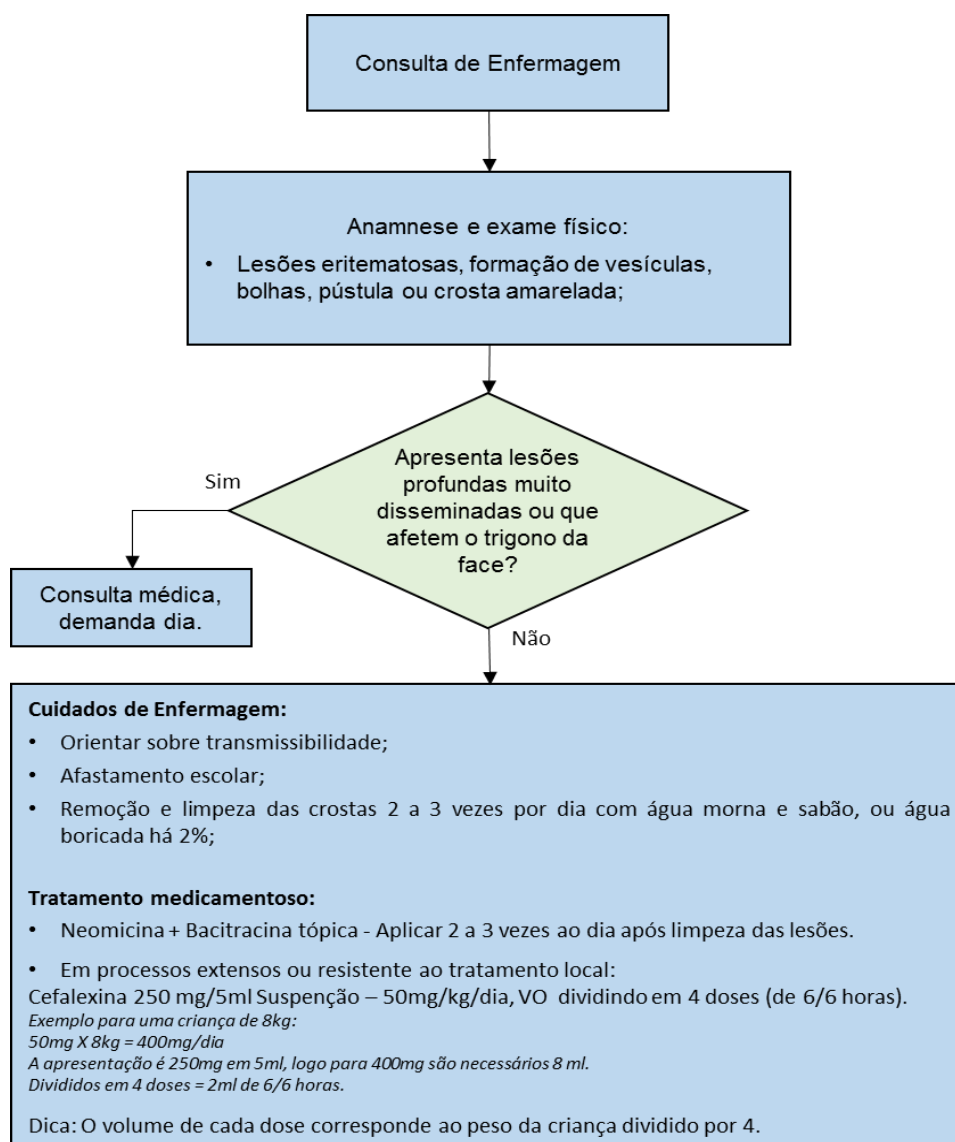 Consulta de Enfermagem
Anamnese e exame físico:
• Lesões eritematosas, formação de vesículas,
bolhas, pústula ou crosta amarelada;
Apresenta lesões
profundas muito
disseminadas ou que
afetem o trigono da
face?
Sim
Consulta médica,
demanda dia.
Não
Cuidados de Enfermagem:
• Orientar sobre transmissibilidade;
• Afastamento escolar;
• Remoção e limpeza das crostas 2 a 3 vezes por dia com água morna e sabão, ou água
boricada há 2%;
Tratamento medicamentoso:
• Neomicina + Bacitracina tópica - Aplicar 2 a 3 vezes ao dia após limpeza das lesões.
• Em processos extensos ou resistente ao tratamento local:
Cefalexina 250 mg/5ml Suspenção – 50mg/kg/dia, VO dividindo em 4 doses (de 6/6 horas).
Exemplo para uma criança de 8kg:
50mg X 8kg = 400mg/dia
A apresentação é 250mg em 5ml, logo para 400mg são necessários 8 ml.
Divididos em 4 doses = 2ml de 6/6 horas.
Dica: O volume de cada dose corresponde ao peso da criança dividido por 4.